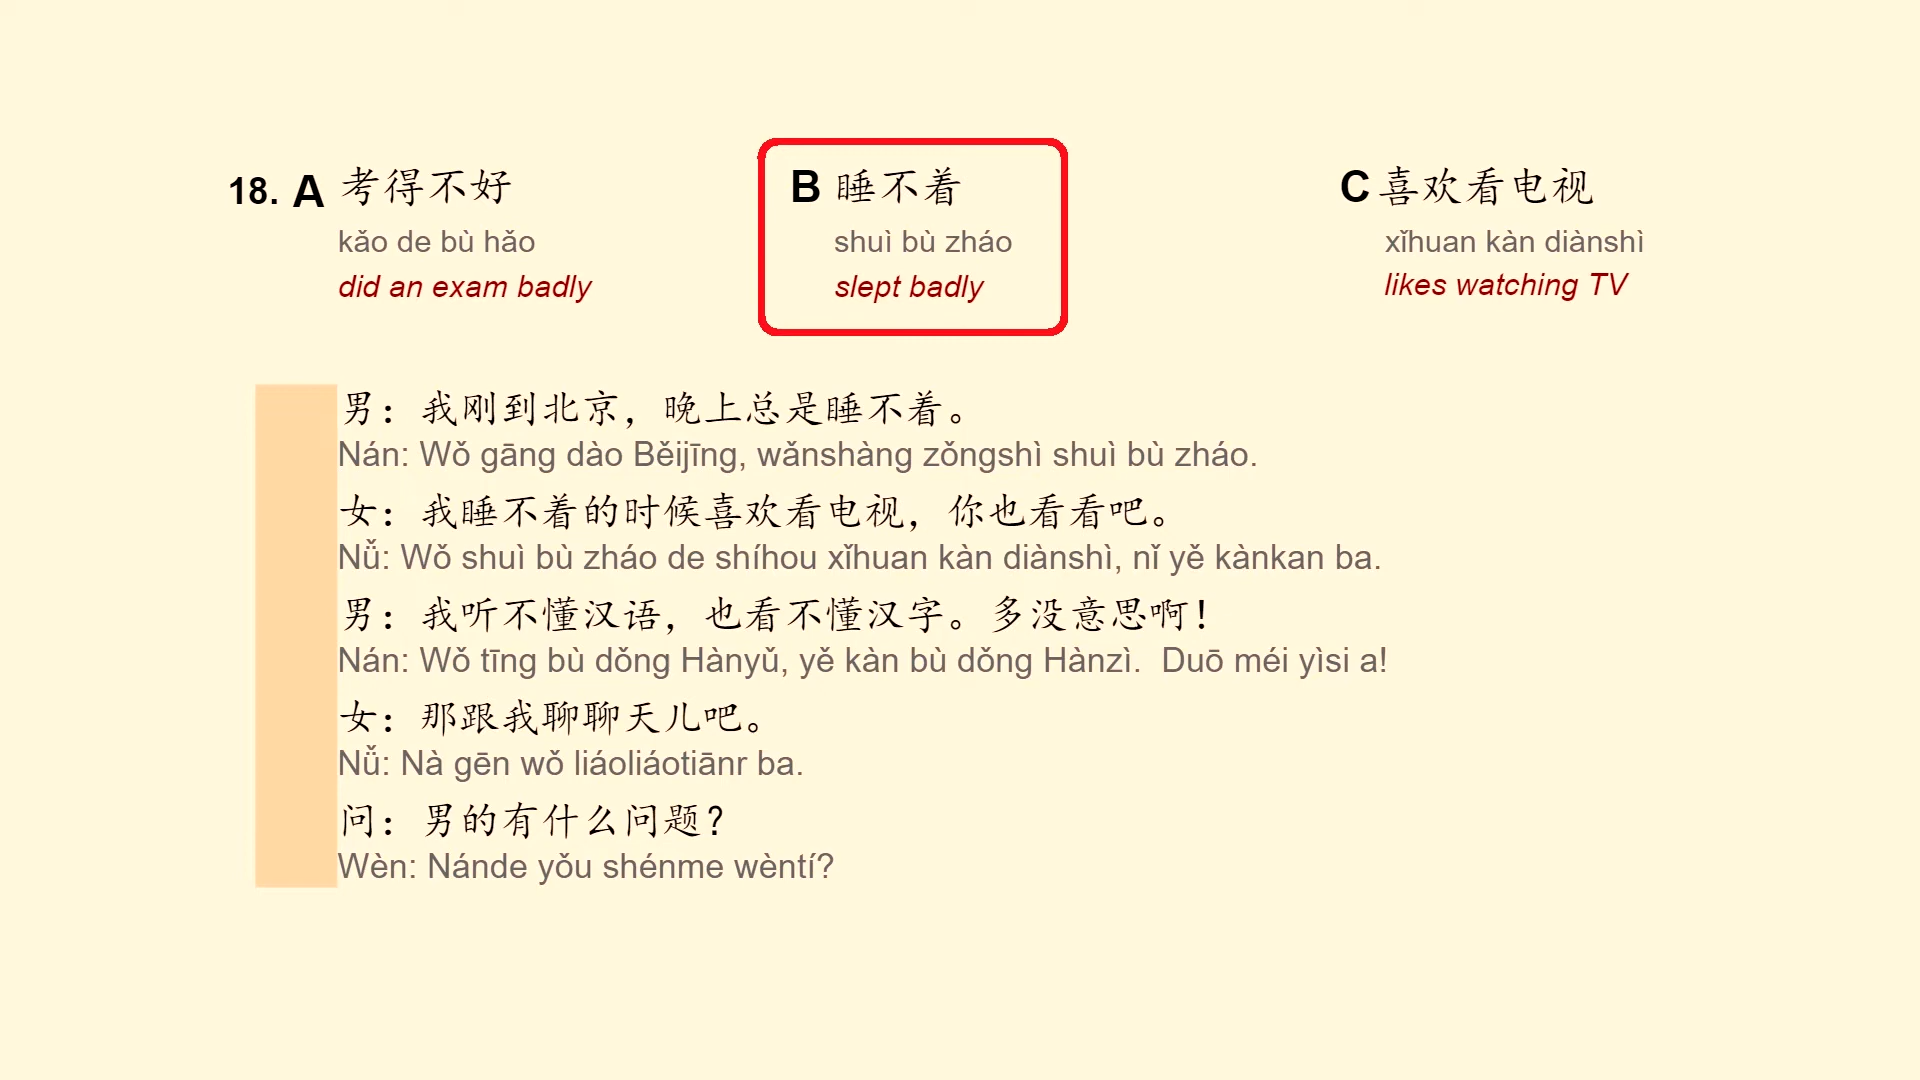 18. A 考得不好 B 睡不着 C 喜欢看电视
kǎo de bù hǎo shuì bù zháo xǐhuan kàn diànshì
did an exam badly slept badly likes watching TV
男：我刚到北京，晚上总是睡不着。
Nán: Wǒ gāng dào Běijīng, wǎnshàng zǒngshì shuì bù zháo.
女：我睡不着的时候喜欢看电视，你也看看吧。
Nǚ: Wǒ shuì bù zháo de shíhou xǐhuan kàn diànshì, nǐ yě kànkan ba.
男：我听不懂汉语，也看不懂汉字。多没意思啊！
Nán: Wǒ tīng bù dǒng Hànyǔ, yě kàn bù dǒng Hànzì. Duō méi yìsi a!
女：那跟我聊聊天儿吧。
Nǚ: Nà gēn wǒ liáoliáotiānr ba.
问：男的有什么问题？
Wèn: Nánde yǒu shénme wèntí?